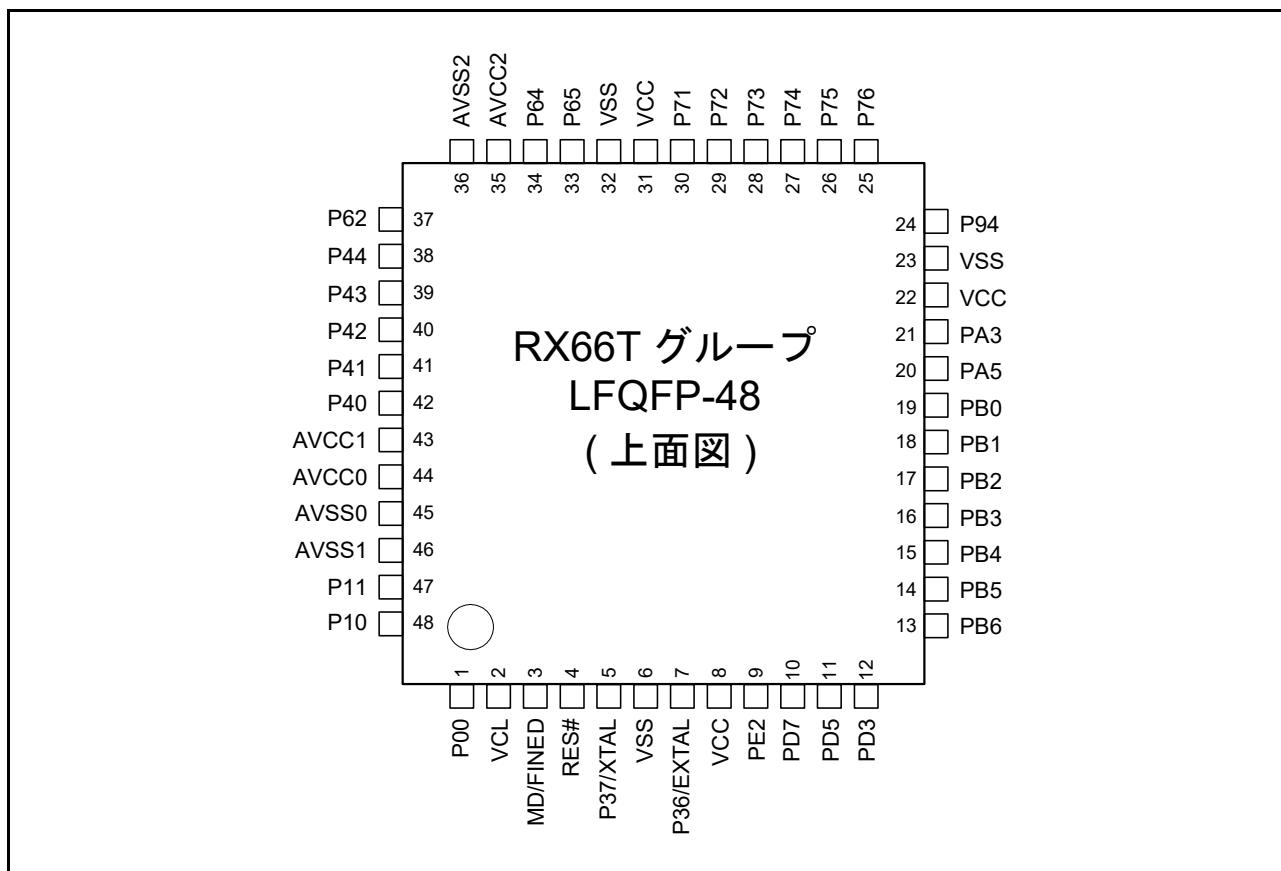 AVSS2
AVCC2
P64
P65
VSS
VCC
P71
P72
P73
P74
P75
P76
36
35
34
33
32
31
30
29
28
27
26
25
P62 37
P44 38
P43 39
P42 40
P41 41
P40 42
AVCC1 43
AVCC0 44
AVSS0 45
AVSS1 46
P11 47
P10 48
RX66T グループ
LFQFP-48
( 上面図 )
24 P94
23 VSS
22 VCC
21 PA3
20 PA5
19 PB0
18 PB1
17 PB2
16 PB3
15 PB4
14 PB5
13 PB6
1
2
3
4
5
6
7
8
9
10
11
12
P00
VCL
MD/FINED
RES#
P37/XTAL
VSS
P36/EXTAL
VCC
PE2
PD7
PD5
PD3